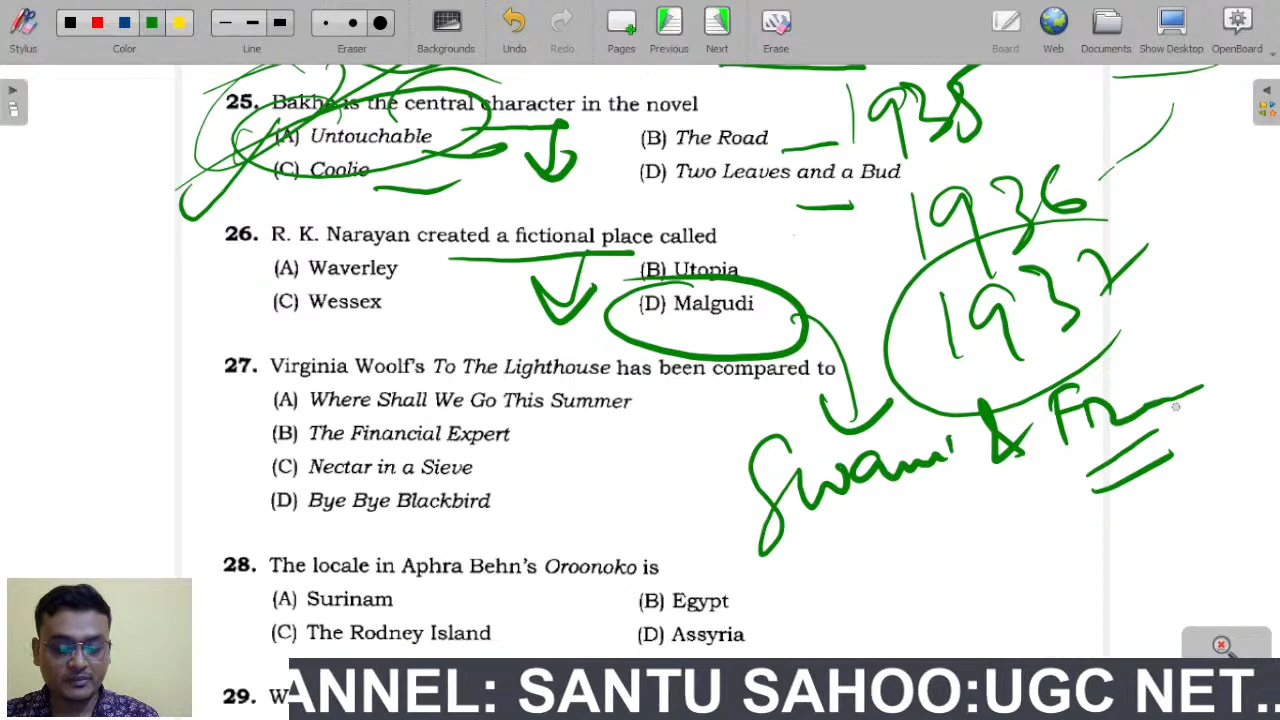 Stylus Color Line Eraser Backgrounds Undo Redo Pages Previous Next Erase Board Web Documents Show Desktop OpenBoard
25. Bakha is the central character in the novel
(A) Untouchable (B) The Road
(C) Coolie (D) Two Leaves and a Bud
1935
1936
26. R. K. Narayan created a fictional place called
(A) Waverley (B) Utopia
(C) Wessex (D) Malgudi
1937
27. Virginia Woolf's To The Lighthouse has been compared to
(A) Where Shall We Go This Summer
(B) The Financial Expert
(C) Nectar in a Sieve
(D) Bye Bye Blackbird
Swami &
28. The locale in Aphra Behn's Oroonoko is
(A) Surinam (B) Egypt
(C) The Rodney Island (D) Assyria
29. W
ANNEL: SANTU SAHOO:UGC NET..